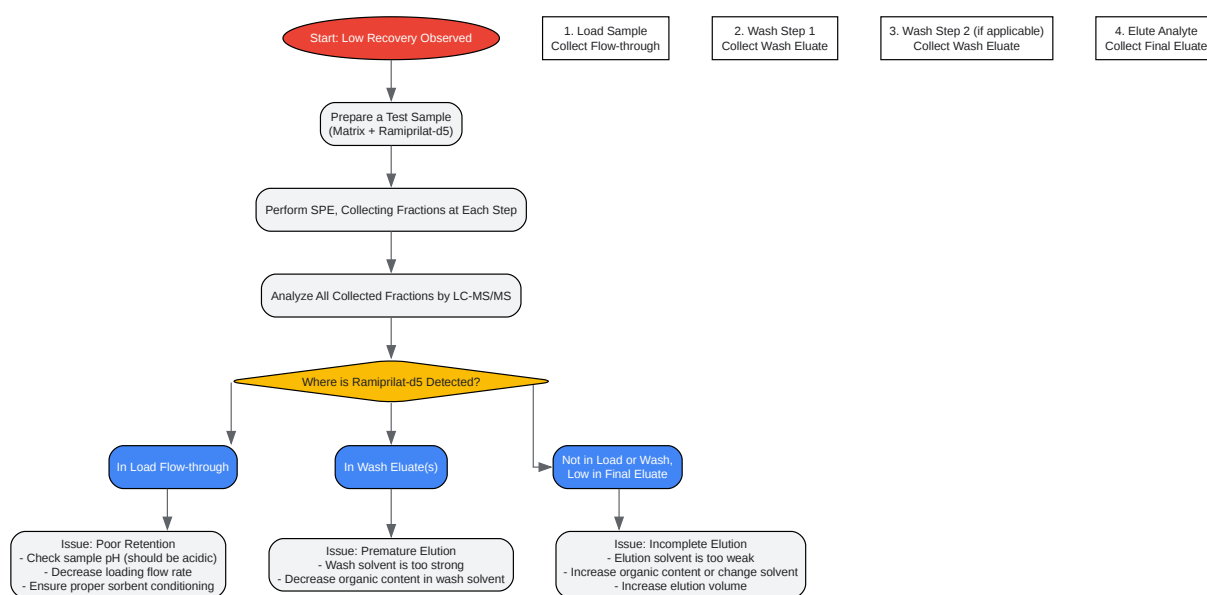 Start: Low Recovery Observed
1. Load Sample
Collect Flow-through
2. Wash Step 1
Collect Wash Eluate
3. Wash Step 2 (if applicable)
Collect Wash Eluate
4. Elute Analyte
Collect Final Eluate
Prepare a Test Sample
(Matrix + Ramiprilat-d5)
Perform SPE, Collecting Fractions at Each Step
Analyze All Collected Fractions by LC-MS/MS
Where is Ramiprilat-d5 Detected?
In Load Flow-through
In Wash Eluate(s)
Not in Load or Wash,
Low in Final Eluate
Issue: Poor Retention
- Check sample pH (should be acidic)
- Decrease loading flow rate
- Ensure proper sorbent conditioning
Issue: Premature Elution
- Wash solvent is too strong
- Decrease organic content in wash solvent
Issue: Incomplete Elution
- Elution solvent is too weak
- Increase organic content or change solvent
- Increase elution volume